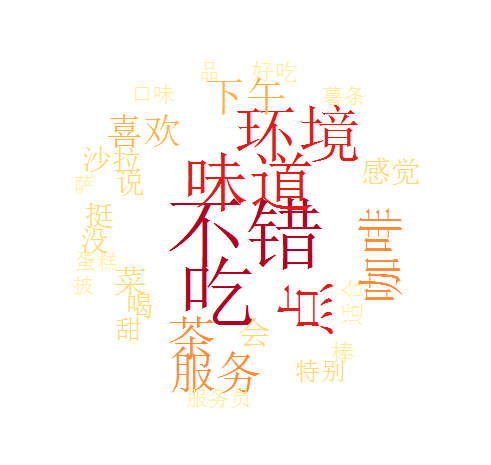 品 好吃
口味 下午 薯条
喜欢 环境
沙拉 味道 感觉
萨 说
挺 不错 咖啡
没
蛋糕 吃
披 菜 喝 点 适合
甜 茶 会
服务 特别 棒
服务员